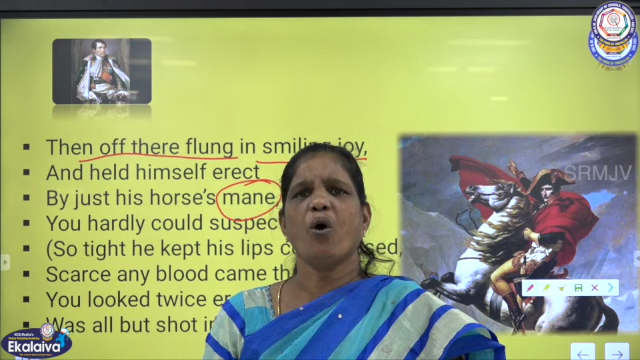 Then off there flung in smiling joy,
And held himself erect
By just his horse's mane
You hardly could suspec
(So tight he kept his lips co sed,
Scarce any blood came th
You looked twice e
Was all but shot i
SRMJV
Ekalaiva